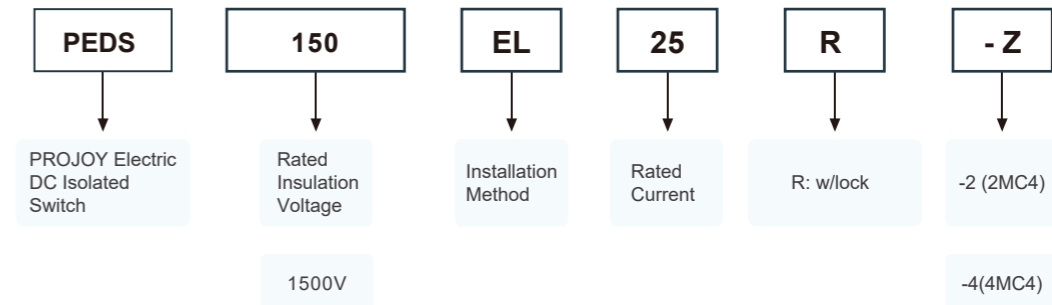 PEDS
150
EL
25
R
- Z
PROJOY Electric
DC Isolated
Switch
Rated
Insulation
Voltage
Installation
Method
Rated
Current
R: w/lock
-2 (2MC4)
1500V
-4(4MC4)